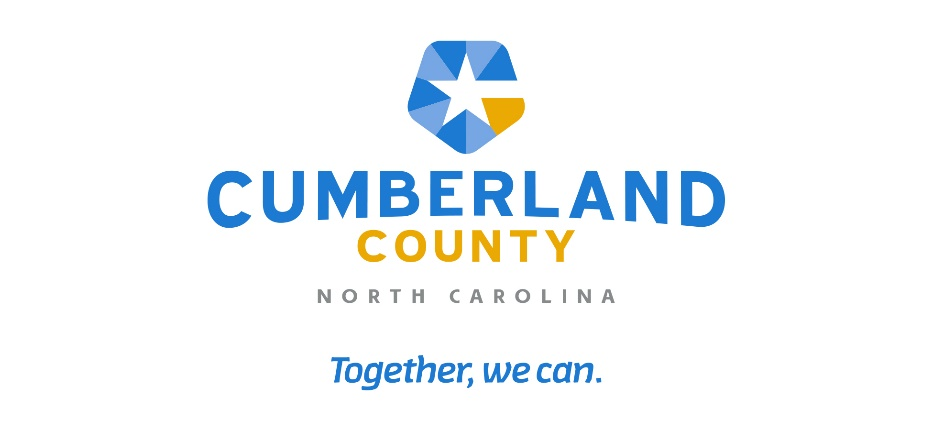 CUMBERLAND
COUNTY
NORTH CAROLINA
Together, we can.